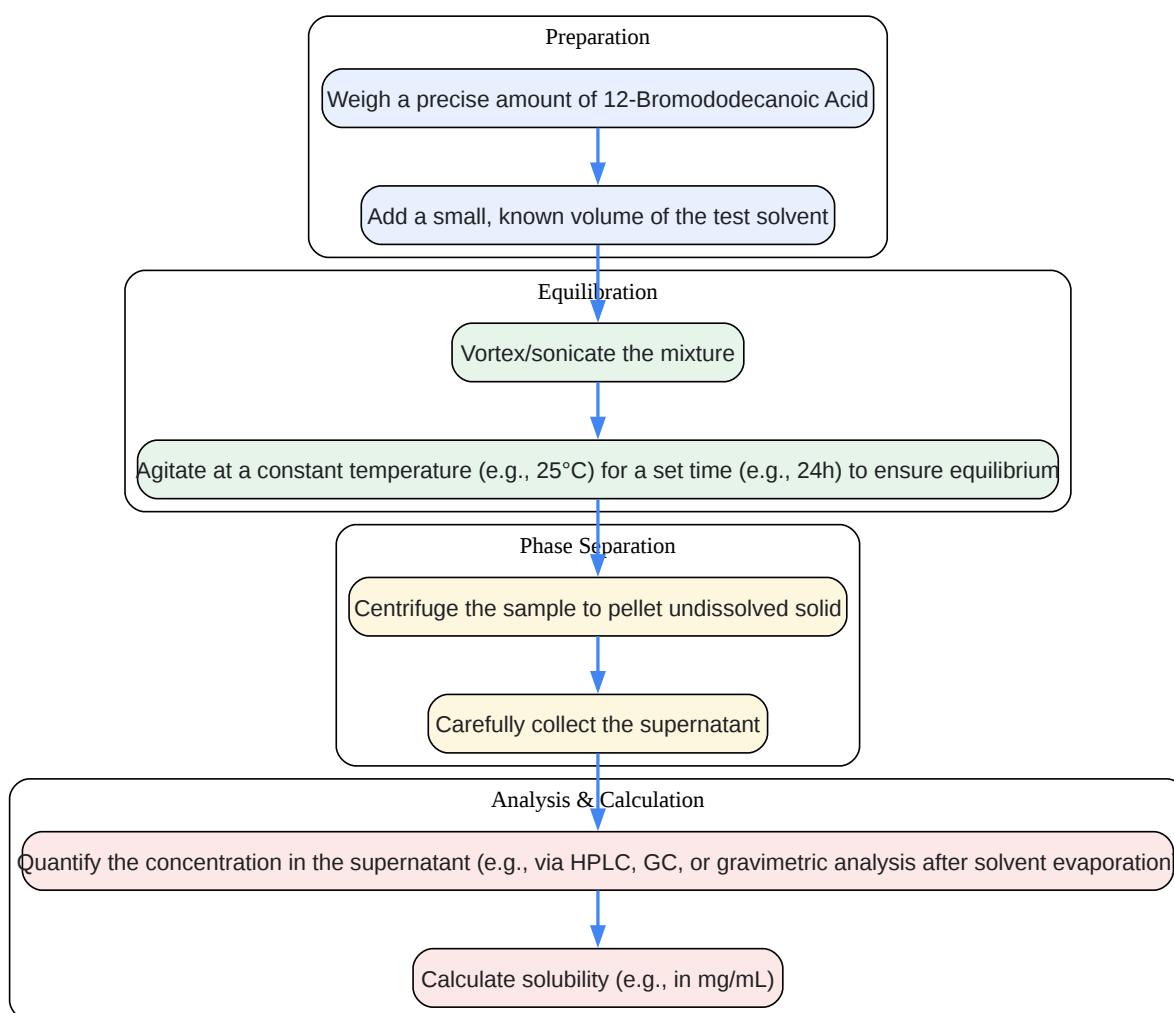 Preparation
Weigh a precise amount of 12-Bromododecanoic Acid
Add a small, known volume of the test solvent
Equilibration
Vortex/sonicate the mixture
Agitate at a constant temperature (e.g., 25°C) for a set time (e.g., 24h) to ensure equilibrium
Phase Separation
Centrifuge the sample to pellet undissolved solid
Carefully collect the supernatant
Analysis & Calculation
Quantify the concentration in the supernatant (e.g., via HPLC, GC, or gravimetric analysis after solvent evaporation)
Calculate solubility (e.g., in mg/mL)